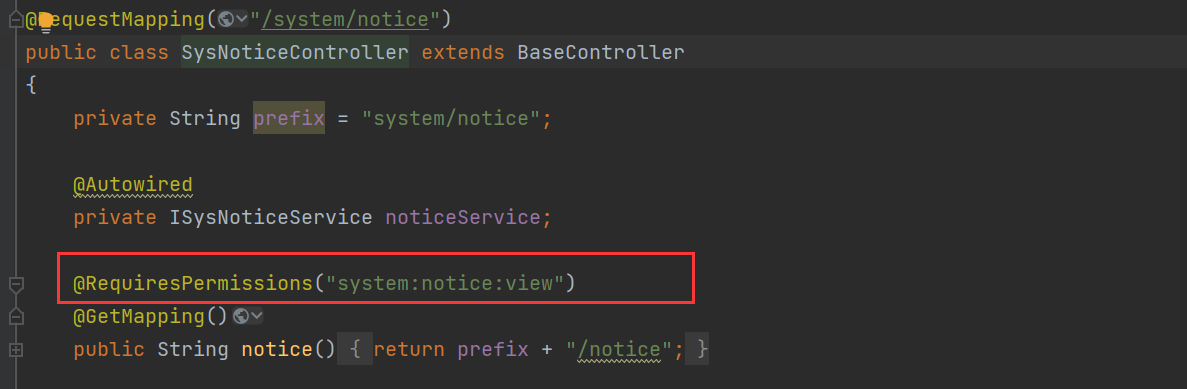 @RequestMapping("/system/notice")
public class SysNoticeController extends BaseController
{
private String prefix = "system/notice";
@Autowired
private ISysNoticeService noticeService;
@RequiresPermissions("system:notice:view")
@GetMapping()
public String notice() { return prefix + "/notice"; }